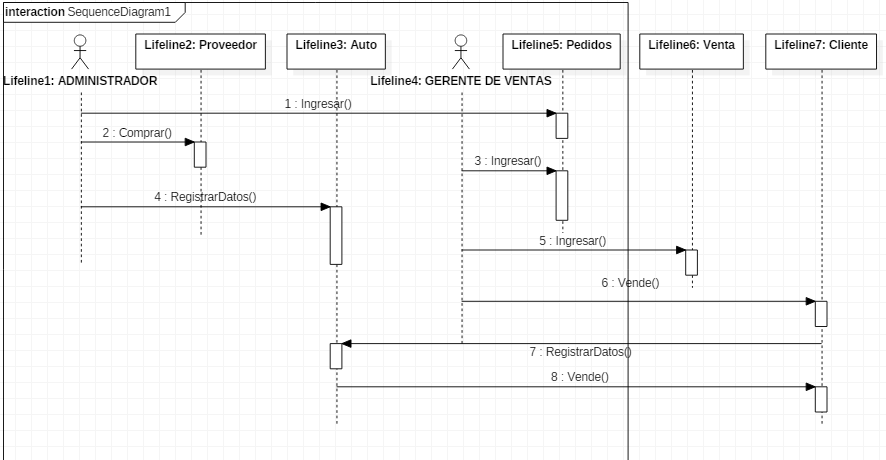 interaction SequenceDiagram1
Lifeline2: Proveedor
Lifeline3: Auto
Lifeline5: Pedidos
Lifeline6: Venta
Lifeline7: Cliente
Lifeline1: ADMINISTRADOR
Lifeline4: GERENTE DE VENTAS
1 : Ingresar()
2 : Comprar()
3 : Ingresar()
4 : RegistrarDatos()
5 : Ingresar()
6 : Vende()
7 : RegistrarDatos()
8 : Vende()